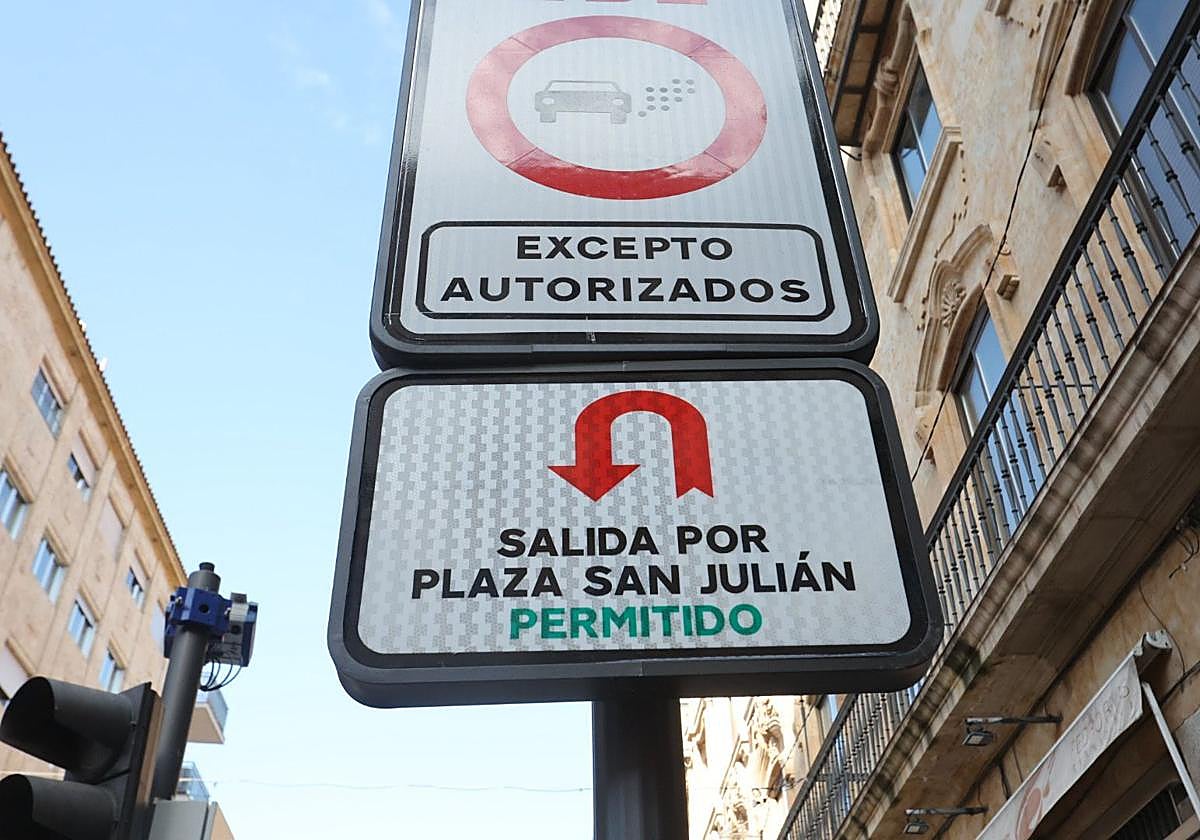 EXCEPTO
AUTORIZADOS
SALIDA POR
PLAZA SAN JULIÁN
PERMITIDO